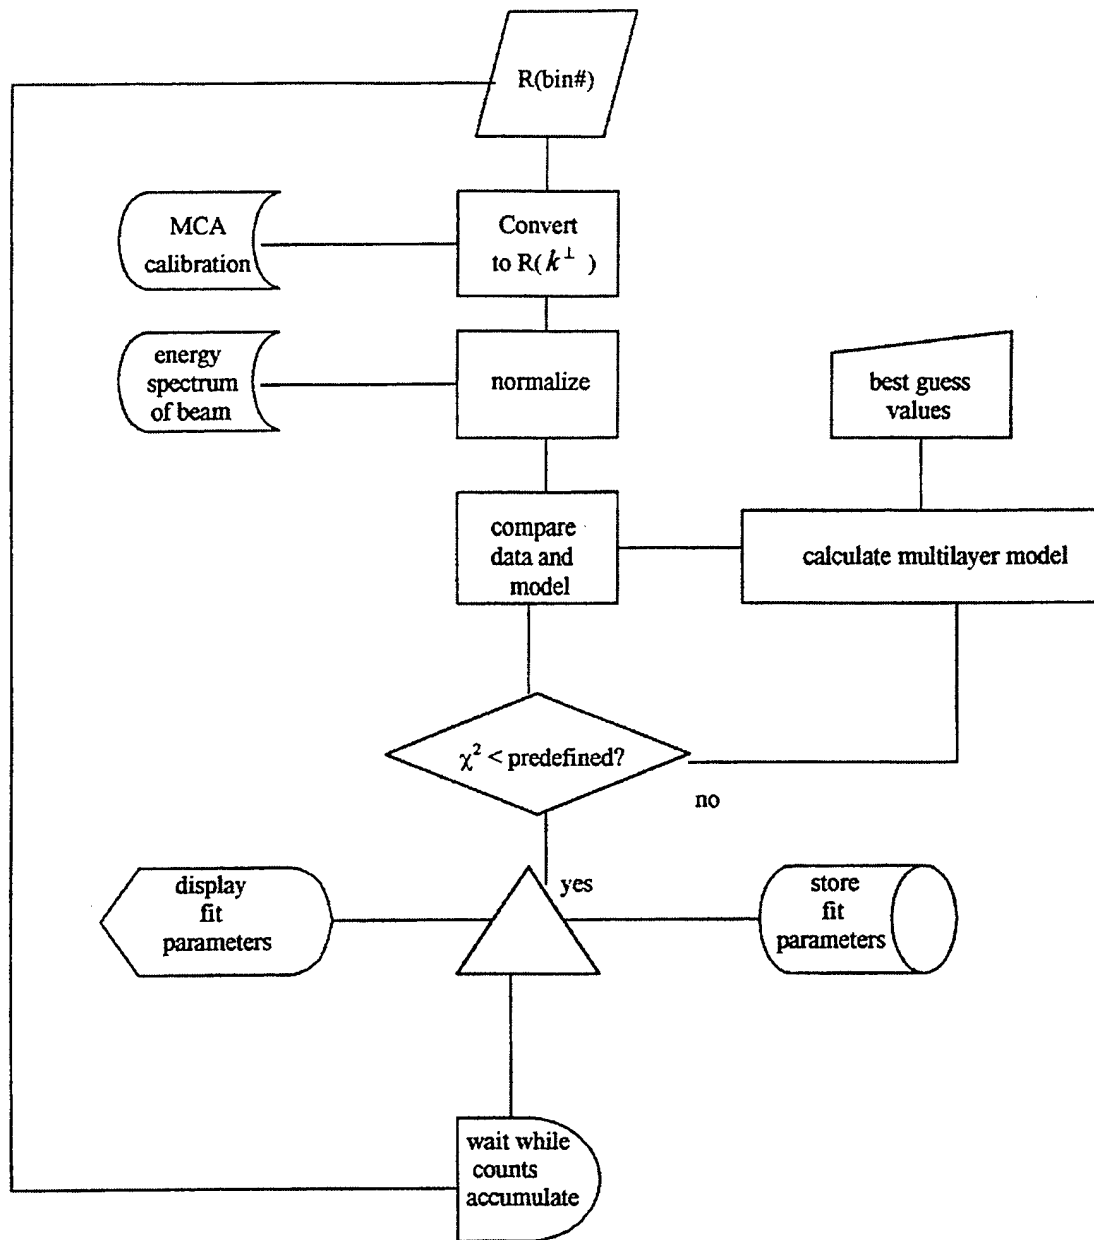 R(bin#)
MCA
calibration
Convert
to R( k⊥ )
energy
spectrum
of beam
normalize
best guess
values
compare
data and
model
calculate multilayer model
χ² < predefined?
no
yes
display
fit
parameters
store
fit
parameters
wait while
counts
accumulate